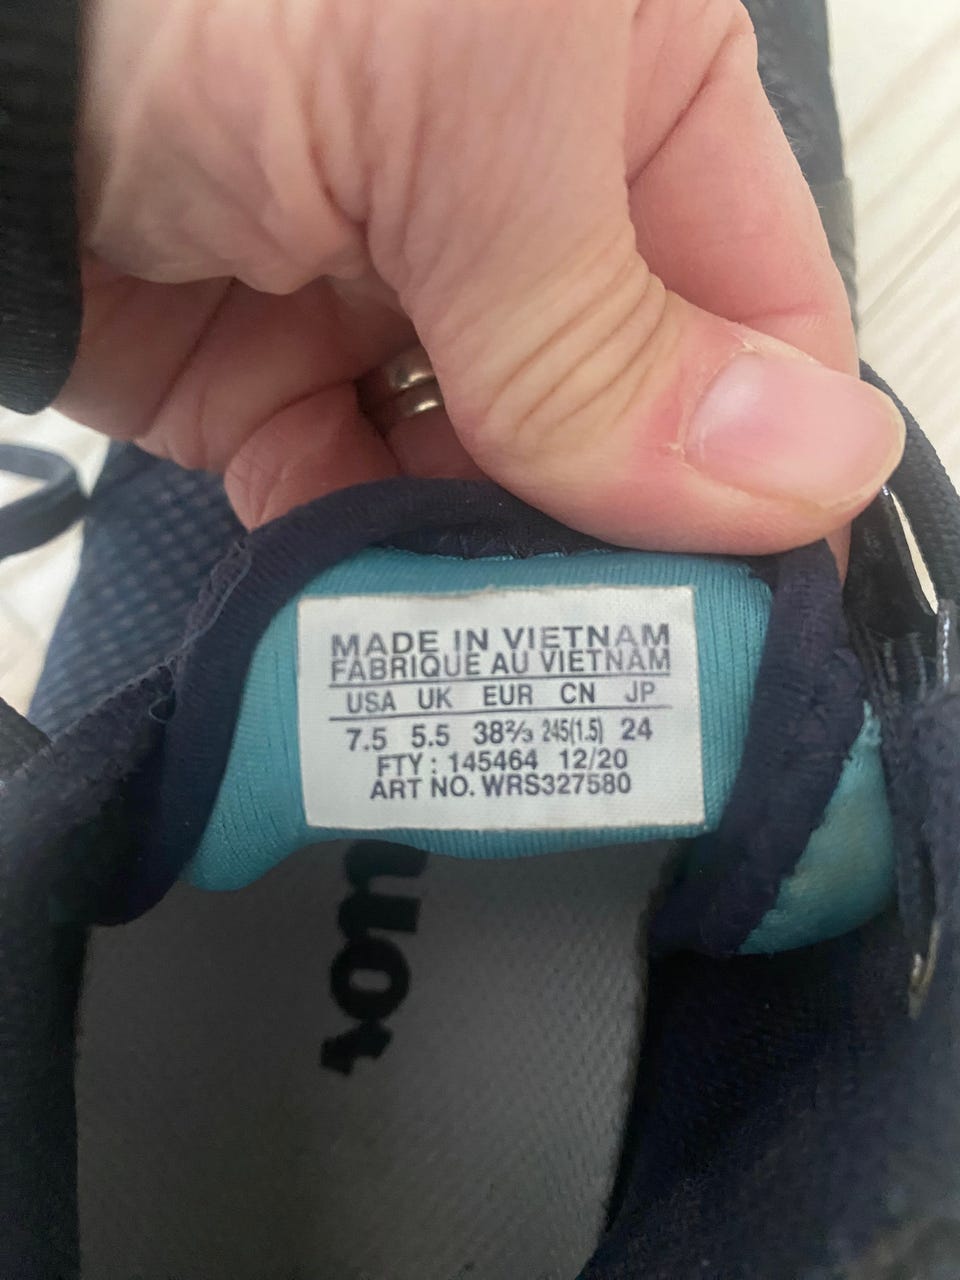 MADE IN VIETNAM
FABRIQUE AU VIETNAM
USA UK EUR CN JP
7.5 5.5 38⅔ 245(1.5) 24
FTY : 145464 12/20
ART NO. WRS327580